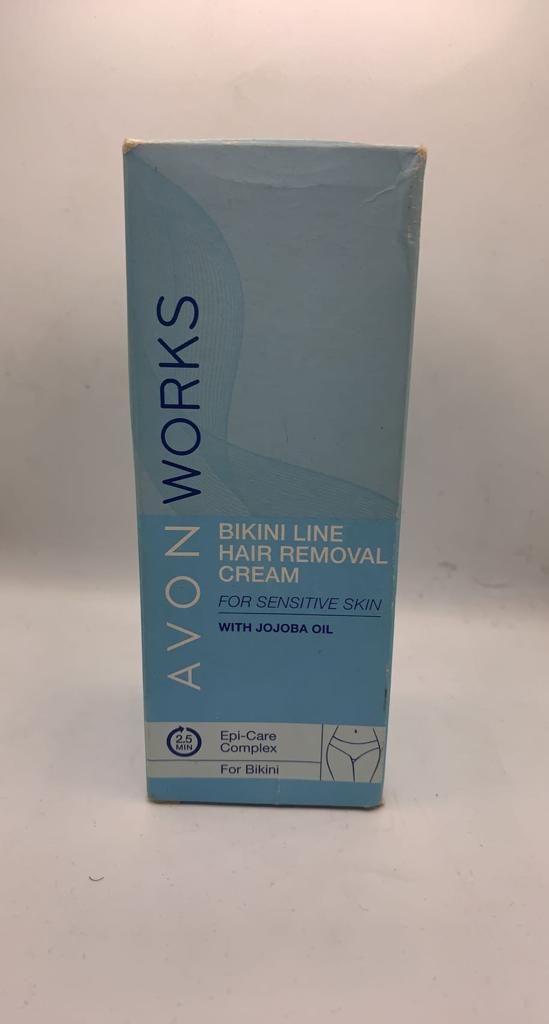 AVON WORKS
BIKINI LINE
HAIR REMOVAL
CREAM
FOR SENSITIVE SKIN
WITH JOJOBA OIL
2.5
MIN
Epi-Care
Complex
For Bikini